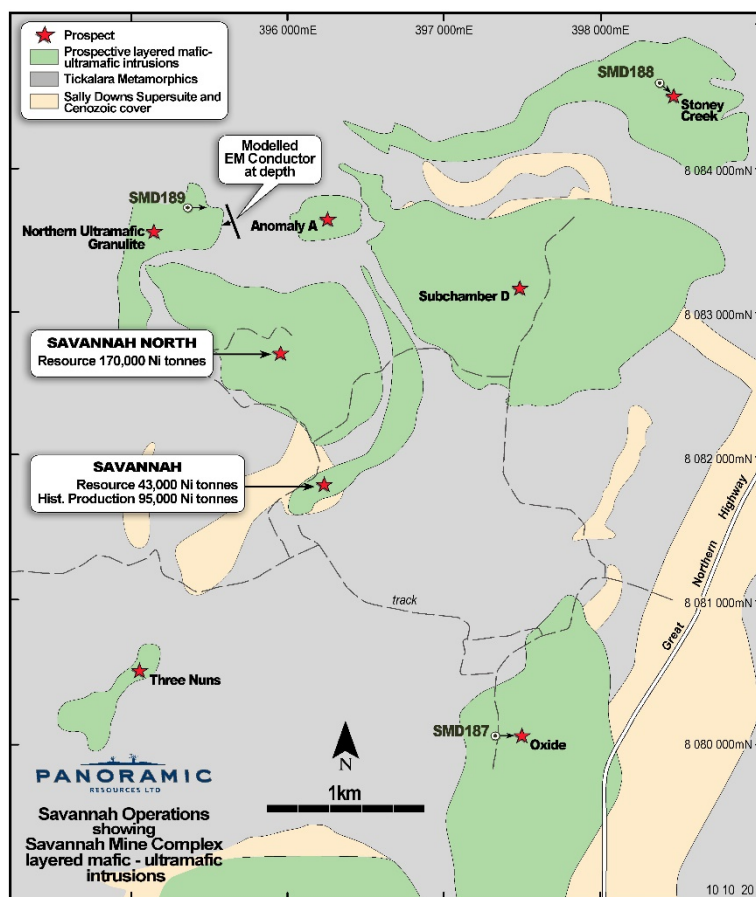 396 000mE
397 000mE
398 000mE
Prospect
Prospective layered mafic-
ultramafic intrusions
Tickalara Metamorphics
Sally Downs Supersuite and
Cenozoic cover
SMD188
Stoney
Creek
8 084 000mN
Modelled
EM Conductor
at depth
SMD189
Northern Ultramafic
Granulite
Anomaly A
Subchamber D
8 083 000mN
SAVANNAH NORTH
Resource 170,000 Ni tonnes
8 082 000mN
SAVANNAH
Resource 43,000 Ni tonnes
Hist. Production 95,000 Ni tonnes
Great Northern Highway
track
8 081 000mN
Three Nuns
SMD187
Oxide
8 080 000mN
PANORAMIC
RESOURCES LTD
N
1km
Savannah Operations
showing
Savannah Mine Complex
layered mafic - ultramafic
intrusions
10 10 20